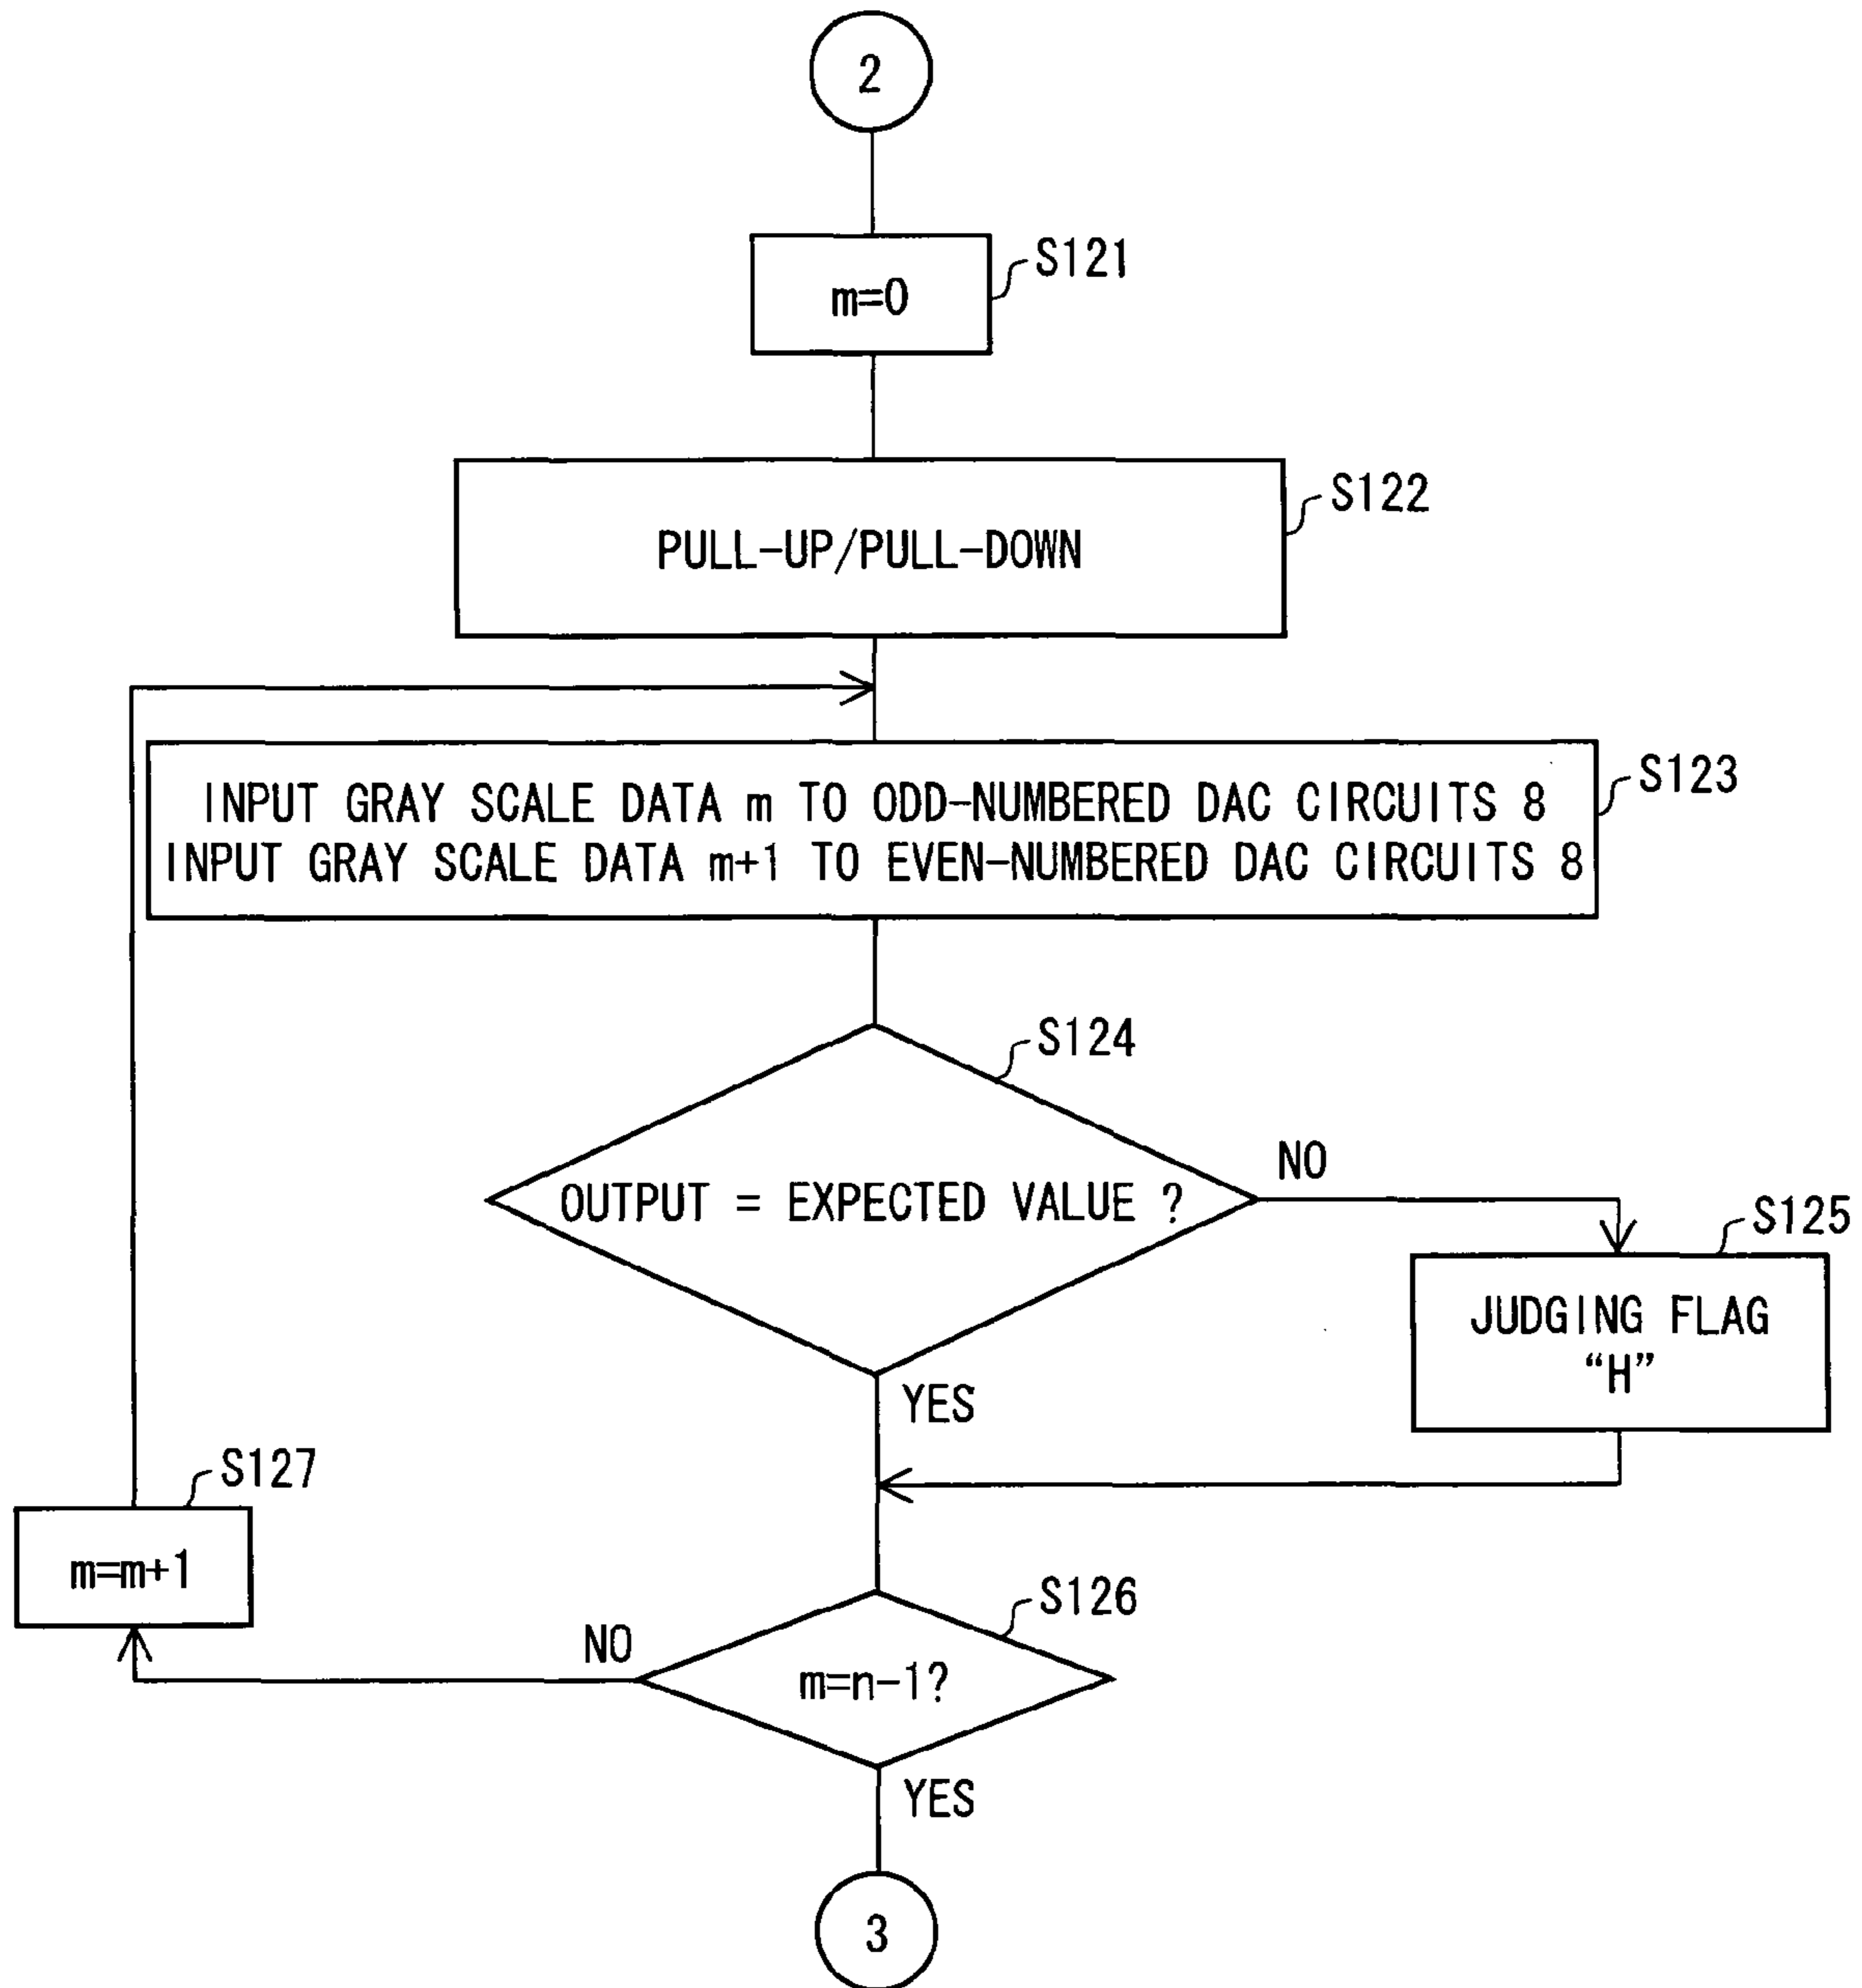 2
S121
m=0
S122
PULL-UP/PULL-DOWN
S123
INPUT GRAY SCALE DATA m TO ODD-NUMBERED DAC CIRCUITS 8
INPUT GRAY SCALE DATA m+1 TO EVEN-NUMBERED DAC CIRCUITS 8
S124
OUTPUT = EXPECTED VALUE ?
NO
S125
JUDGING FLAG
“H”
YES
S127
m=m+1
S126
NO
m=n-1?
YES
3